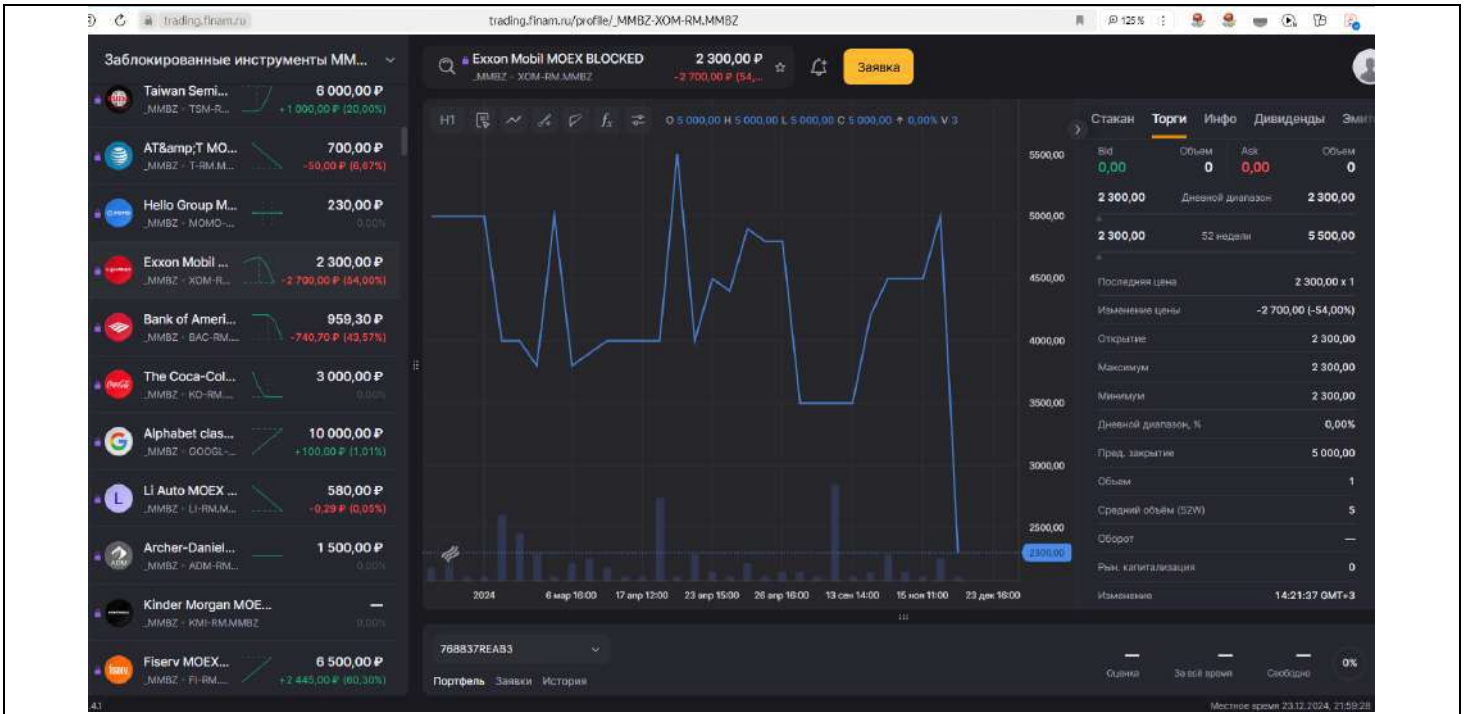 trading.finam.ru
trading.finam.ru/profile/_MMBZ-XOM-RM.MMBZ
125 %
Заблокированные инструменты ММ...
Taiwan Semi...
6 000,00 ₽
_MMBZ - TSM-R...
+1 000,00 ₽ (20,00%)
AT&amp;T MO...
700,00 ₽
_MMBZ - T-RM.M...
-50,00 ₽ (6,67%)
Hello Group M...
230,00 ₽
_MMBZ - MOMO-...
0,00%
Exxon Mobil ...
2 300,00 ₽
_MMBZ - XOM-R...
-2 700,00 ₽ (54,00%)
Bank of Ameri...
959,30 ₽
_MMBZ - BAC-RM....
-740,70 ₽ (43,57%)
The Coca-Col...
3 000,00 ₽
_MMBZ - KO-RM....
0,00%
Alphabet clas...
10 000,00 ₽
_MMBZ - GOOGL-...
+100,00 ₽ (1,01%)
Li Auto MOEX ...
580,00 ₽
_MMBZ - LI-RM.M...
-0,29 ₽ (0,05%)
Archer-Daniel...
1 500,00 ₽
_MMBZ - ADM-RM...
0,00%
Kinder Morgan MOE...
—
_MMBZ - KMI-RM.MMBZ
0,00%
Fiserv MOEX...
6 500,00 ₽
_MMBZ - FI-RM....
+2 445,00 ₽ (60,30%)
4.1
Exxon Mobil MOEX BLOCKED
2 300,00 ₽
_MMBZ - XOM-RM.MMBZ
-2 700,00 ₽ (54,...
Заявка
H1
O 5 000,00 H 5 000,00 L 5 000,00 C 5 000,00 ↑ 0,00% V 3
5500,00
5000,00
4500,00
4000,00
3500,00
3000,00
2500,00
2300,00
2024
6 мар 16:00
17 апр 12:00
23 апр 15:00
26 апр 16:00
13 сен 14:00
15 ноя 11:00
23 дек 16:00
Стакан Торги Инфо Дивиденды Эмит
Bid Объем Ask Объем
0,00 0 0,00 0
2 300,00 Дневной диапазон 2 300,00
2 300,00 52 недели 5 500,00
Последняя цена 2 300,00 x 1
Изменение цены -2 700,00 (-54,00%)
Открытие 2 300,00
Максимум 2 300,00
Минимум 2 300,00
Дневной диапазон, % 0,00%
Пред. закрытие 5 000,00
Объем 1
Средний объём (52W) 5
Оборот —
Рын. капитализация 0
Изменение 14:21:37 GMT+3
768837REAB3
Портфель Заявки История
— — — 0%
Оценка За всё время Свободно
Местное время 23.12.2024, 21:59:28